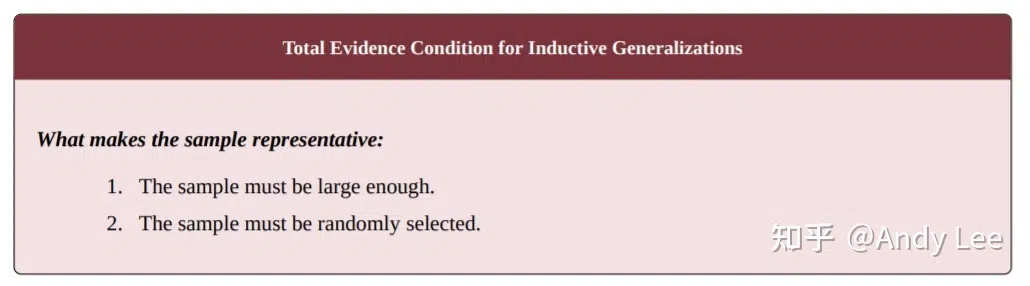 Total Evidence Condition for Inductive Generalizations
What makes the sample representative:
1. The sample must be large enough.
2. The sample must be randomly selected.
知乎 @Andy Lee